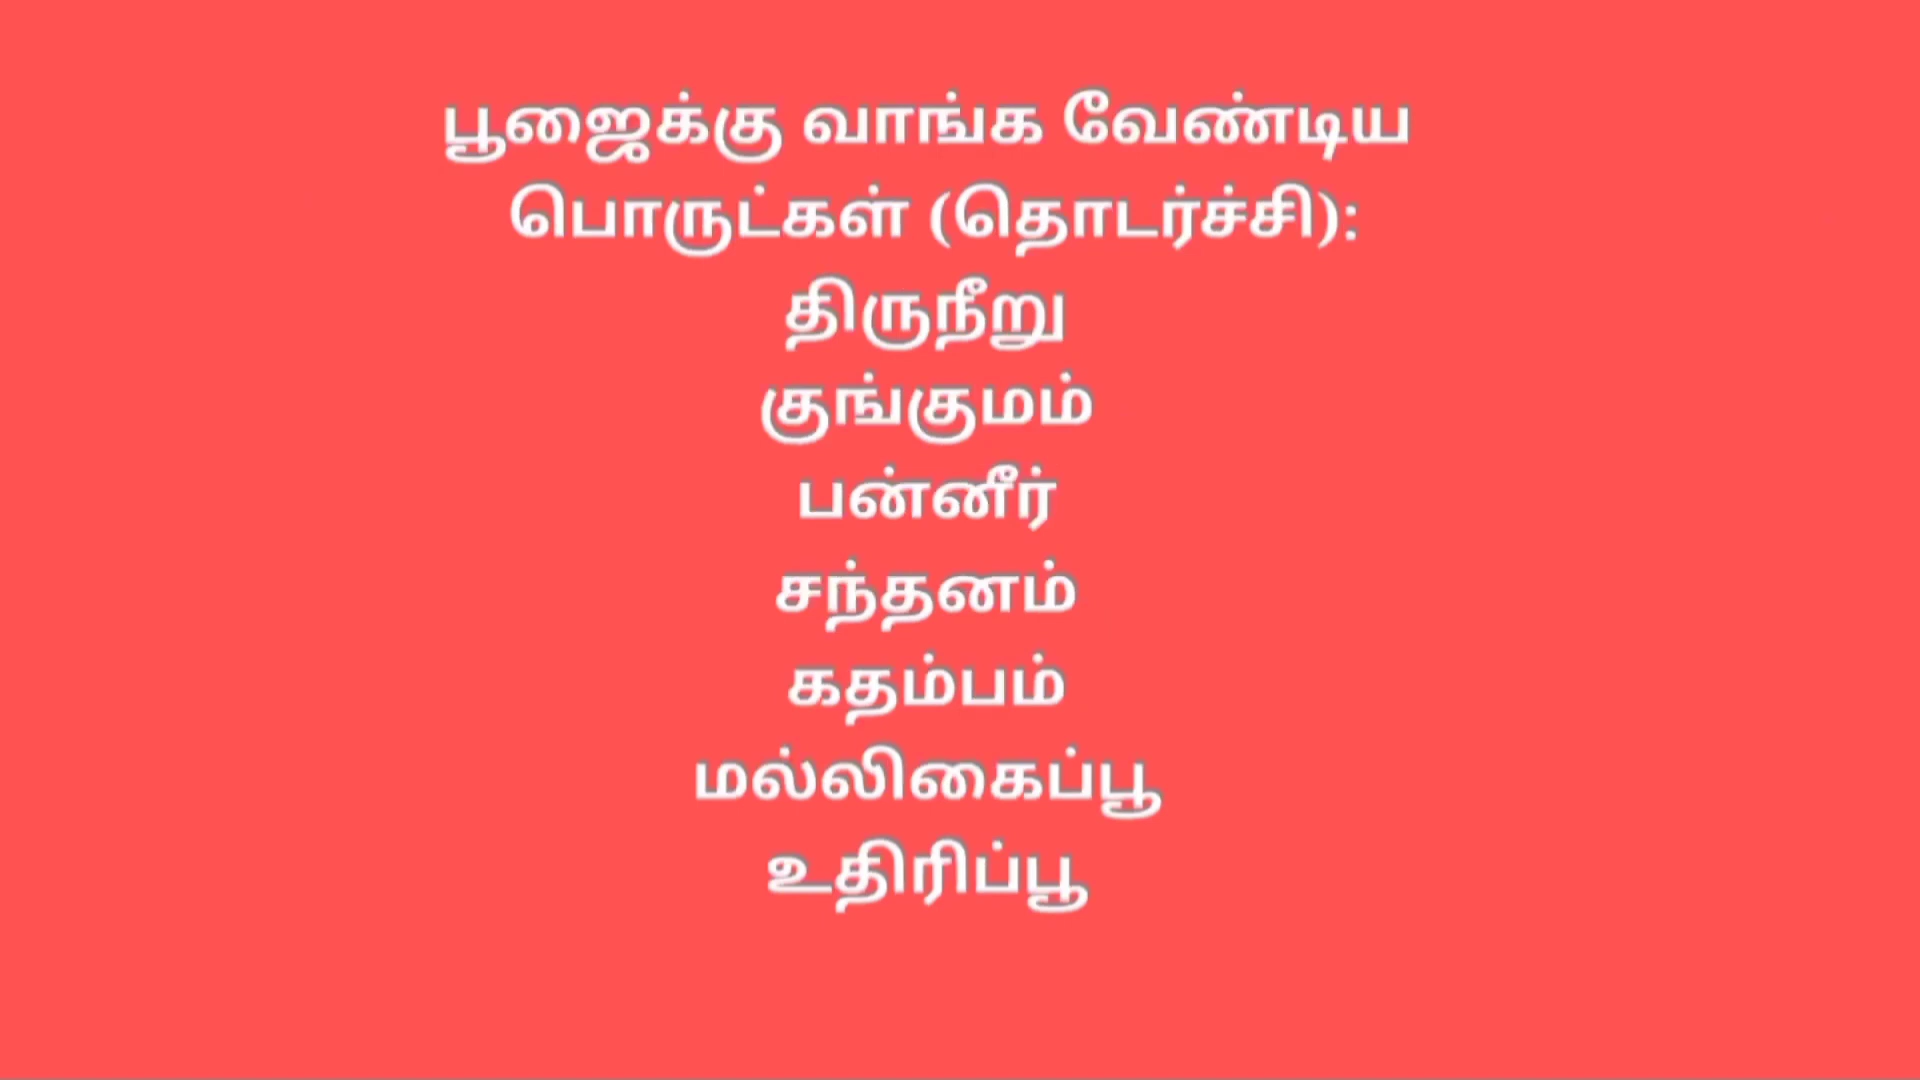 பூஜைக்கு வாங்க வேண்டிய
பொருட்கள் (தொடர்ச்சி):
திருநீறு
குங்குமம்
பன்னீர்
சந்தனம்
கதம்பம்
மல்லிகைப்பூ
உதிரிப்பூ